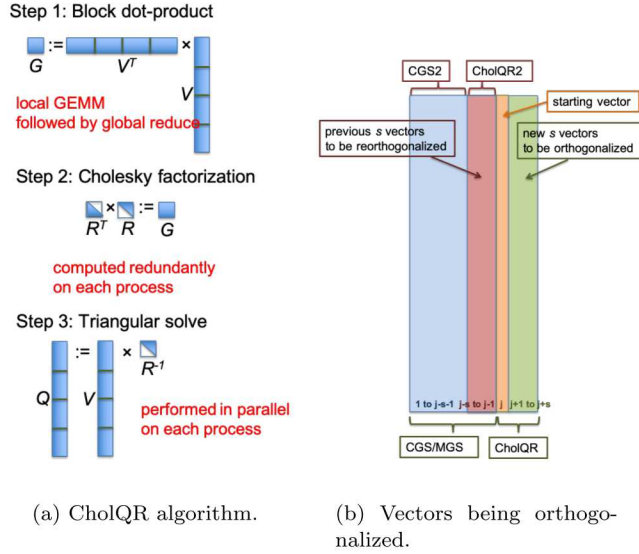 Step 1: Block dot-product
G := V^T × V
local GEMM
followed by global reduce
Step 2: Cholesky factorization
R^T × R := G
computed redundantly
on each process
Step 3: Triangular solve
Q := V × R^-1
performed in parallel
on each process
(a) CholQR algorithm.
CGS2 CholQR2
starting vector
previous s vectors
to be reorthogonalized
new s vectors
to be orthogonalized
1 to j-s-1 j-s to j-1 j j+1 to j+s
CGS/MGS CholQR
(b) Vectors being orthogo-
nalized.